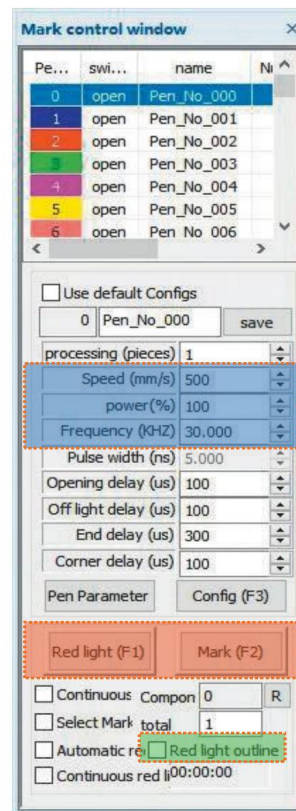 Mark control window ×
Pe... swi... name
0 open Pen_No_000
1 open Pen_No_001
2 open Pen_No_002
3 open Pen_No_003
4 open Pen_No_004
5 open Pen_No_005
6 open Pen_No_006
Use default Configs
0 Pen_No_000 save
processing (pieces) 1
Speed (mm/s) 500
power(%) 100
Frequency (KHZ) 30.000
Pulse width (ns) 5.000
Opening delay (us) 100
Off light delay (us) 100
End delay (us) 300
Corner delay (us) 100
Pen Parameter Config (F3)
Red light (F1) Mark (F2)
Continuous Compon 0 R
Select Mark total 1
Automatic re Red light outline
Continuous red li 00:00:00